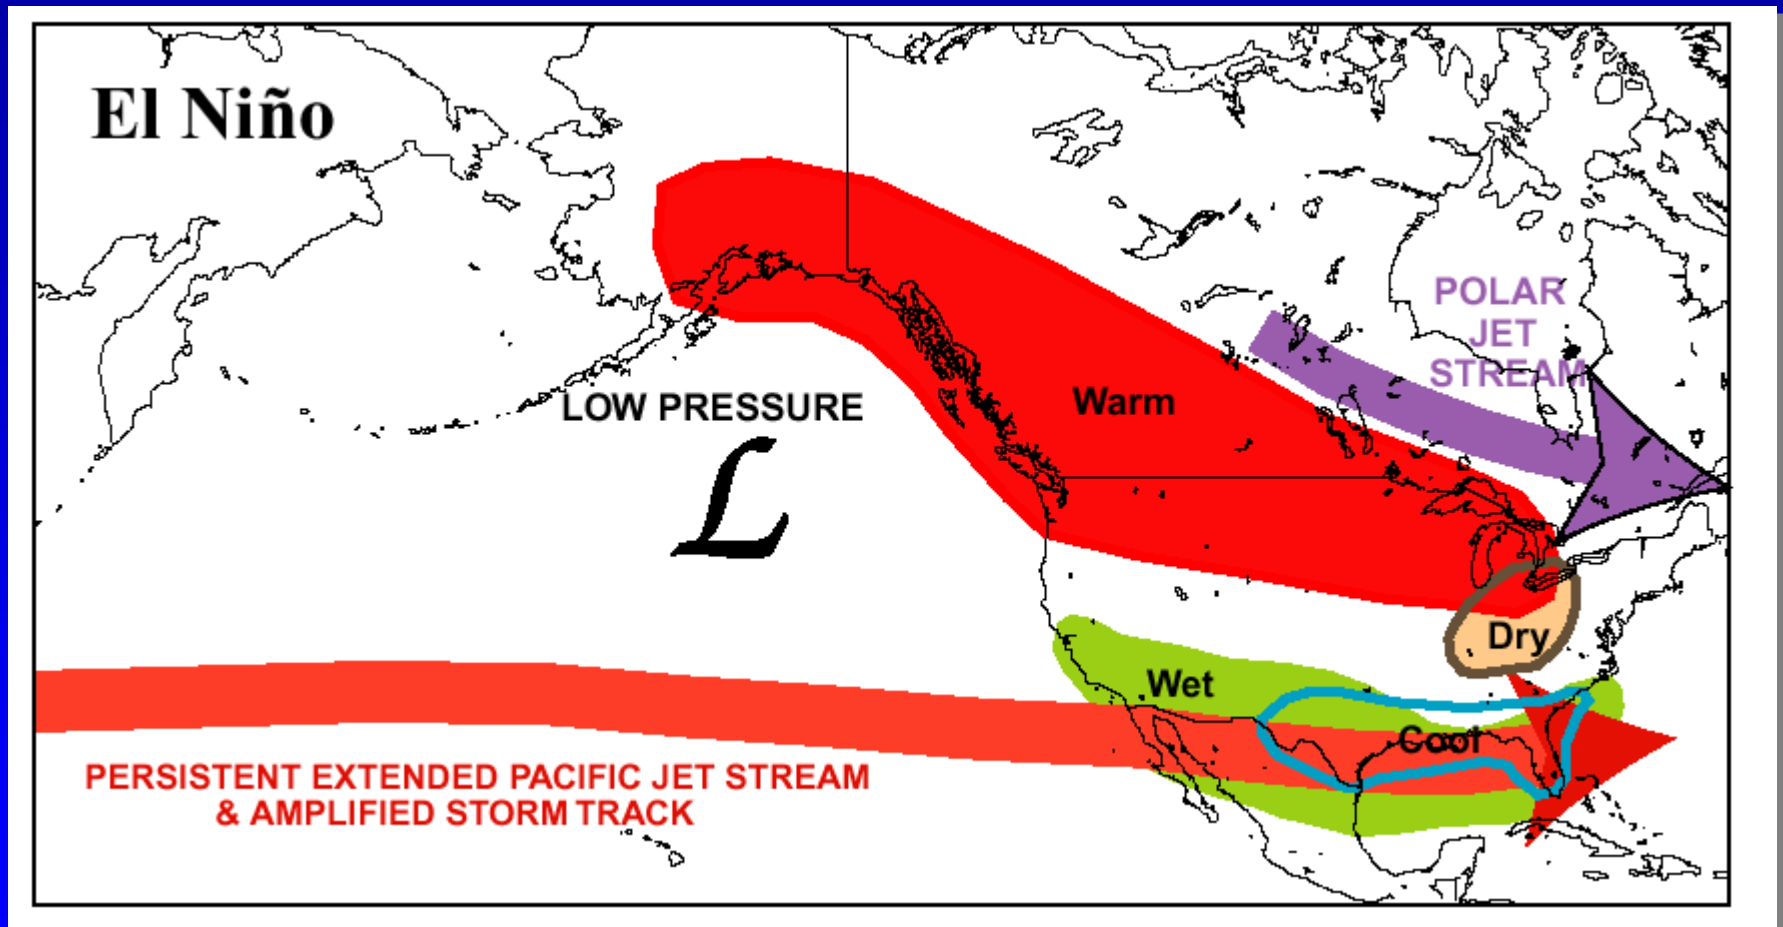 El Niño
POLAR
JET
STREAM
LOW PRESSURE
Warm
L
Dry
Wet
Cool
PERSISTENT EXTENDED PACIFIC JET STREAM
& AMPLIFIED STORM TRACK